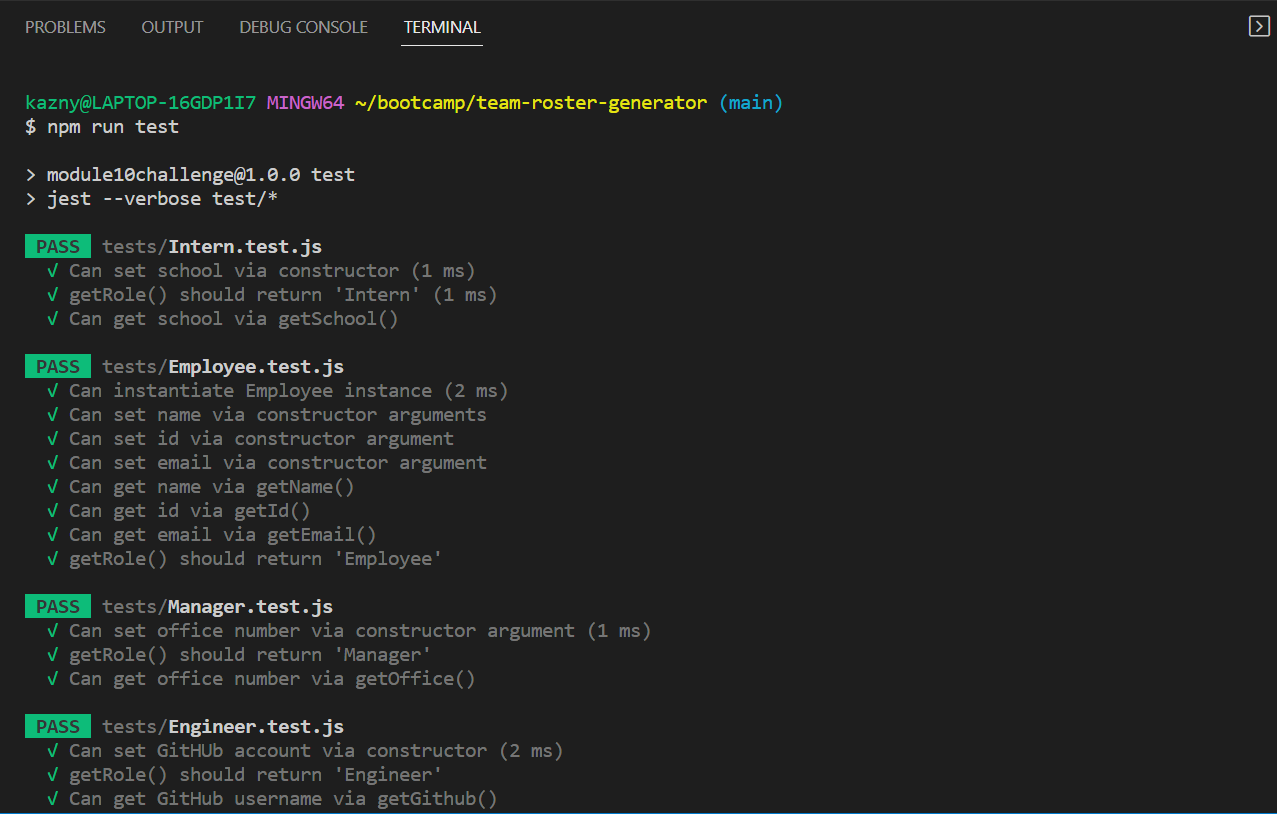 PROBLEMS OUTPUT DEBUG CONSOLE TERMINAL
kazny@LAPTOP-16GDP1I7 MINGW64 ~/bootcamp/team-roster-generator (main)
$ npm run test
> module10challenge@1.0.0 test
> jest --verbose test/*
PASS tests/Intern.test.js
√ Can set school via constructor (1 ms)
√ getRole() should return 'Intern' (1 ms)
√ Can get school via getSchool()
PASS tests/Employee.test.js
√ Can instantiate Employee instance (2 ms)
√ Can set name via constructor arguments
√ Can set id via constructor argument
√ Can set email via constructor argument
√ Can get name via getName()
√ Can get id via getId()
√ Can get email via getEmail()
√ getRole() should return 'Employee'
PASS tests/Manager.test.js
√ Can set office number via constructor argument (1 ms)
√ getRole() should return 'Manager'
√ Can get office number via getOffice()
PASS tests/Engineer.test.js
√ Can set GitHUb account via constructor (2 ms)
√ getRole() should return 'Engineer'
√ Can get GitHub username via getGithub()